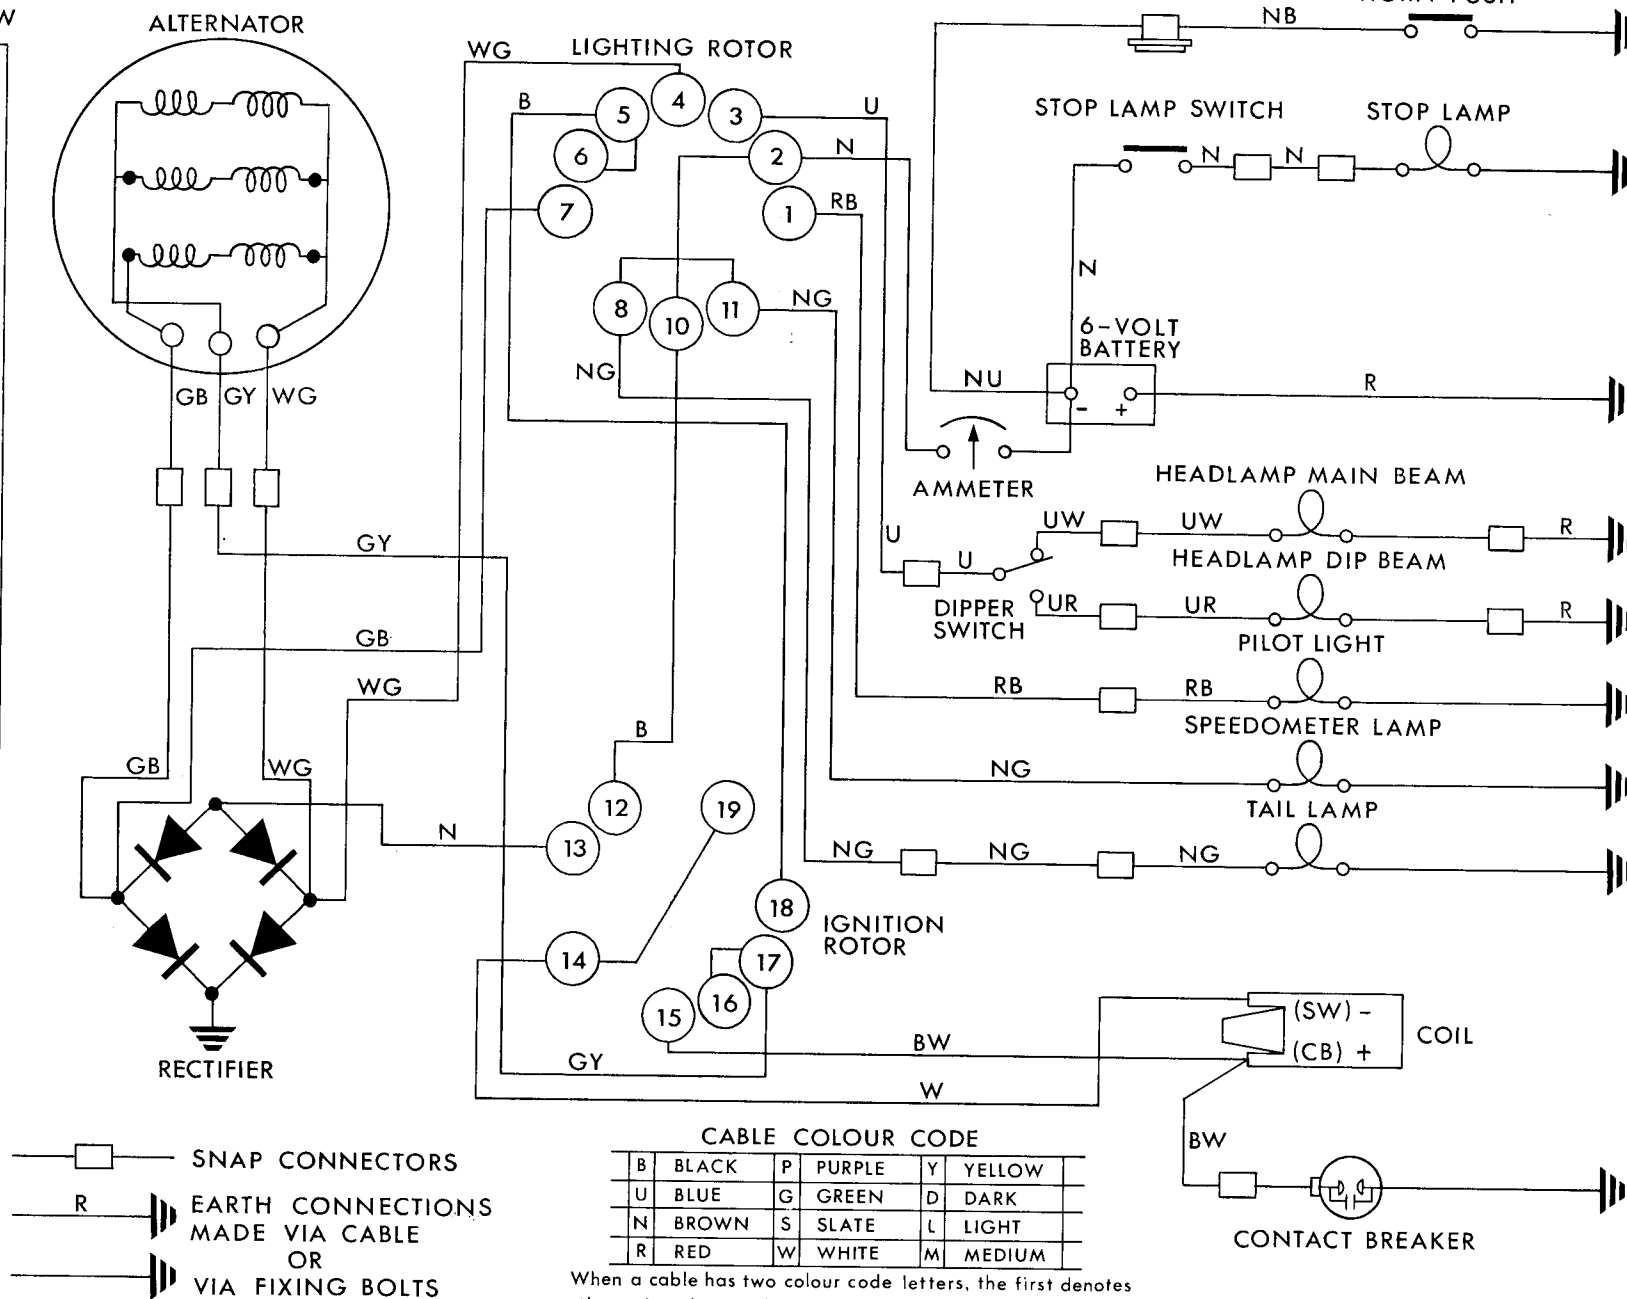 W
ALTERNATOR
WG
LIGHTING ROTOR
NB
B
5
4
3
U
STOP LAMP SWITCH
STOP LAMP
6
2
N
N
N
7
1
RB
N
8
10
11
NG
6-VOLT
BATTERY
GB
GY
WG
NG
NU
- +
R
AMMETER
HEADLAMP MAIN BEAM
U
UW
UW
R
GY
U
HEADLAMP DIP BEAM
DIPPER
SWITCH
UR
UR
R
GB
PILOT LIGHT
WG
RB
RB
B
SPEEDOMETER LAMP
GB
WG
NG
12
19
TAIL LAMP
N
13
NG
NG
NG
18
IGNITION
ROTOR
14
17
16
15
(SW) -
COIL
BW
(CB) +
RECTIFIER
GY
W
CABLE COLOUR CODE
BW
SNAP CONNECTORS
B BLACK P PURPLE Y YELLOW
U BLUE G GREEN D DARK
N BROWN S SLATE L LIGHT
R RED W WHITE M MEDIUM
R
EARTH CONNECTIONS
MADE VIA CABLE
OR
VIA FIXING BOLTS
CONTACT BREAKER
When a cable has two colour code letters, the first denotes